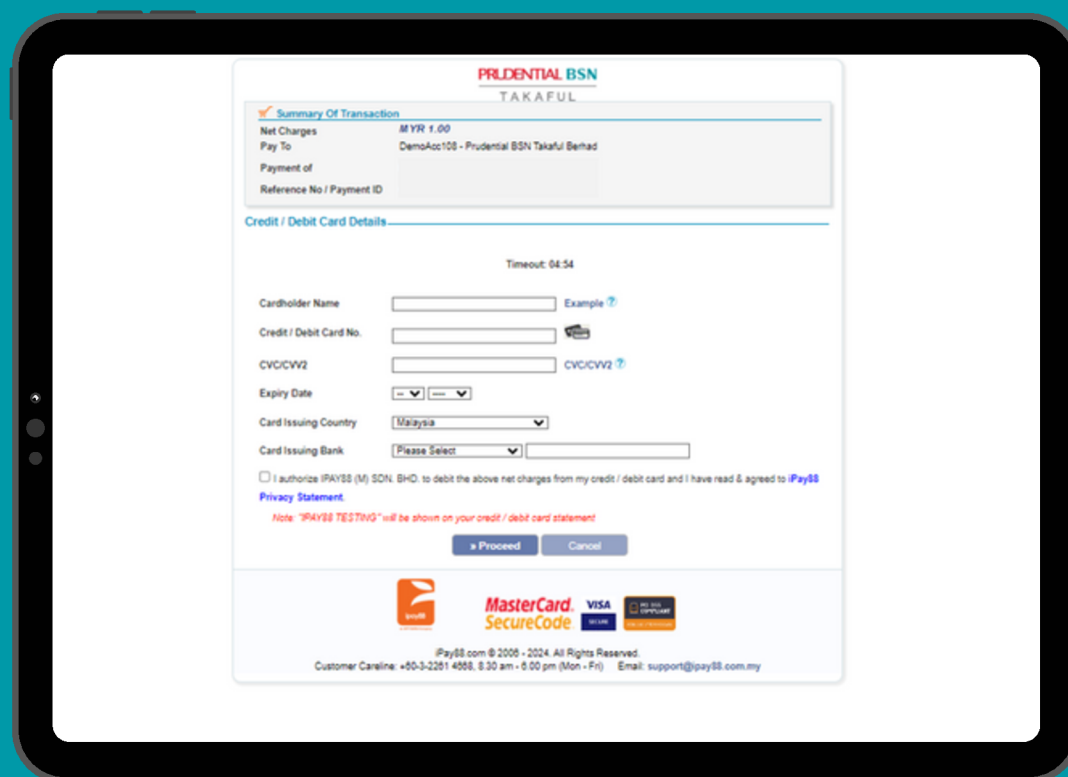 PRUDENTIAL BSN
TAKAFUL
Summary Of Transaction
Net Charges MYR 1.00
Pay To DemoAcc108 - Prudential BSN Takaful Berhad
Payment of
Reference No / Payment ID
Credit / Debit Card Details
Timeout: 04:54
Cardholder Name Example ?
Credit / Debit Card No.
CVC/CVV2 CVC/CVV2 ?
Expiry Date -- ----
Card Issuing Country Malaysia
Card Issuing Bank Please Select
I authorize IPAY88 (M) SDN. BHD. to debit the above net charges from my credit / debit card and I have read & agreed to iPay88
Privacy Statement.
Note: "IPAY88 TESTING" will be shown on your credit / debit card statement
» Proceed Cancel
ipay88
MasterCard. VISA PCI DSS
SecureCode SECURE COMPLIANT
iPay88.com © 2006 - 2024. All Rights Reserved.
Customer Careline: +60-3-2261 4668, 8.30 am - 6.00 pm (Mon - Fri) Email: support@ipay88.com.my